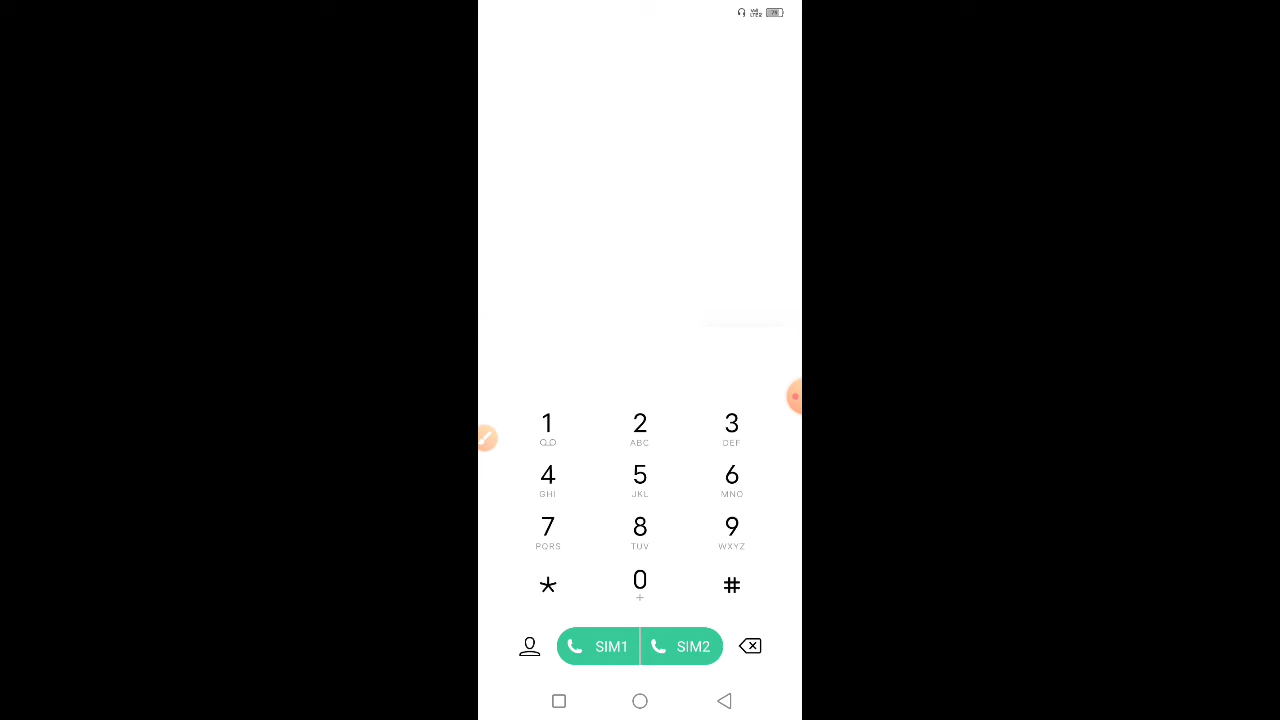 1 2 3
ABC DEF
4 5 6
GHI JKL MNO
7 8 9
PQRS TUV WXYZ
* 0 #
+
SIM1 SIM2